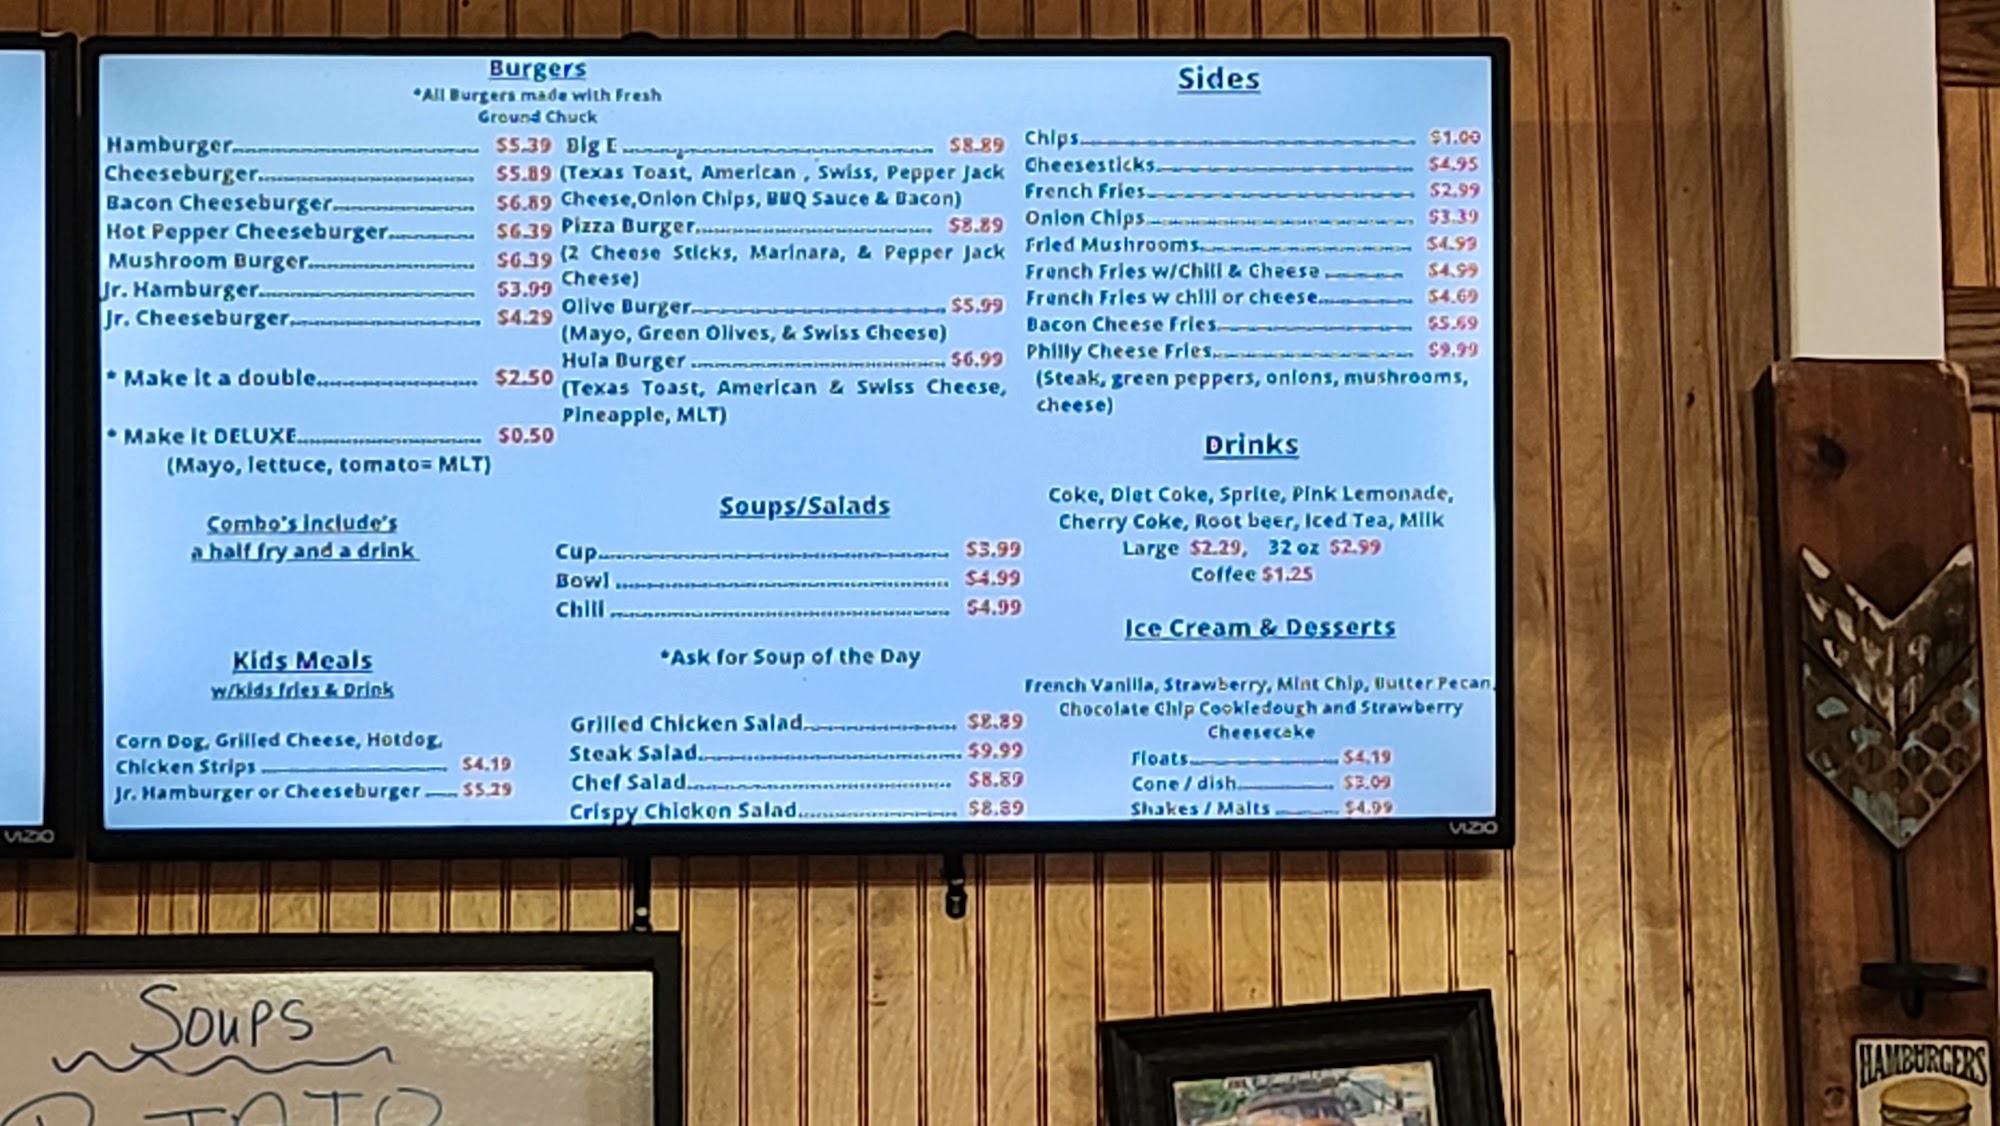 Burgers
*All Burgers made with Fresh
Ground Chuck
Hamburger $5.39
Cheeseburger $5.89
Bacon Cheeseburger $6.89
Hot Pepper Cheeseburger $6.39
Mushroom Burger $6.39
Jr. Hamburger $3.99
Jr. Cheeseburger $4.29
* Make it a double $2.50
* Make it DELUXE $0.50
(Mayo, lettuce, tomato= MLT)
Combo's include's
a half fry and a drink
Kids Meals
w/kids fries & Drink
Corn Dog, Grilled Cheese, Hotdog,
Chicken Strips $4.19
Jr. Hamburger or Cheeseburger $5.29
Big E $8.89
(Texas Toast, American , Swiss, Pepper Jack
Cheese,Onion Chips, BBQ Sauce & Bacon)
Pizza Burger $8.89
(2 Cheese Sticks, Marinara, & Pepper Jack
Cheese)
Olive Burger $5.99
(Mayo, Green Olives, & Swiss Cheese)
Hula Burger $6.99
(Texas Toast, American & Swiss Cheese,
Pineapple, MLT)
Soups/Salads
Cup $3.99
Bowl $4.99
Chili $4.99
*Ask for Soup of the Day
Grilled Chicken Salad $8.89
Steak Salad $9.99
Chef Salad $8.89
Crispy Chicken Salad $8.89
Sides
Chips $1.00
Cheesesticks $4.95
French Fries $2.99
Onion Chips $3.39
Fried Mushrooms $4.99
French Fries w/Chili & Cheese $4.99
French Fries w chili or cheese $4.69
Bacon Cheese Fries $5.69
Philly Cheese Fries $9.99
(Steak, green peppers, onions, mushrooms,
cheese)
Drinks
Coke, Diet Coke, Sprite, Pink Lemonade,
Cherry Coke, Root beer, Iced Tea, Milk
Large $2.29, 32 oz $2.99
Coffee $1.25
Ice Cream & Desserts
French Vanilla, Strawberry, Mint Chip, Butter Pecan,
Chocolate Chip Cookiedough and Strawberry
Cheesecake
Floats $4.19
Cone / dish $3.09
Shakes / Malts $4.99
VIZIO
VIZIO
Soups
POTATO
HAMBURGERS